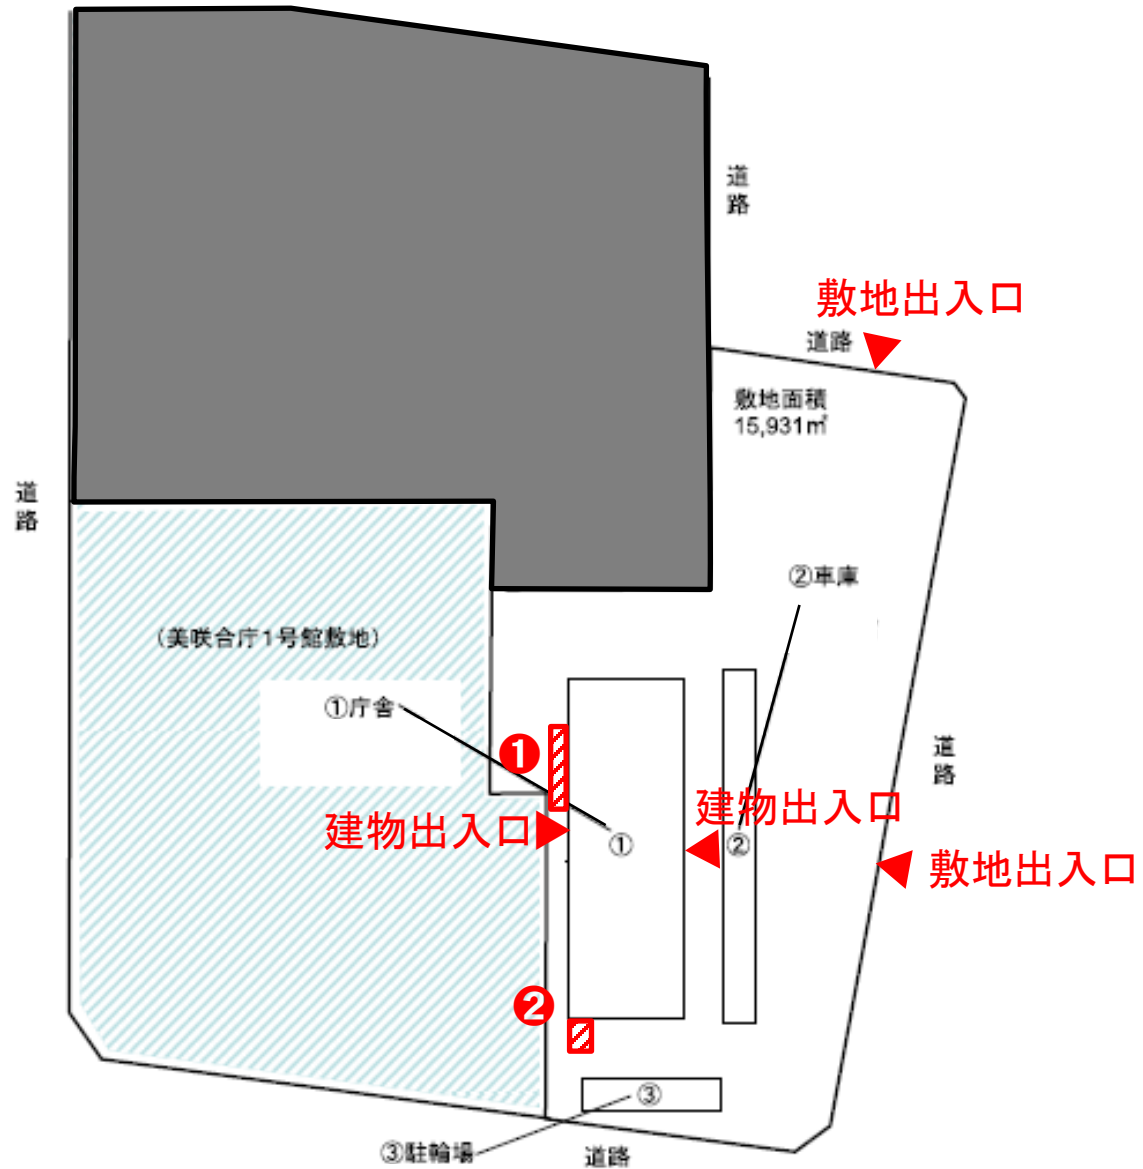 道路
敷地出入口
道路
敷地面積
15,931㎡
道路
②車庫
(美咲合庁1号館敷地)
①庁舎
❶
道路
建物出入口
建物出入口
①
②
敷地出入口
❷
③
③駐輪場
道路